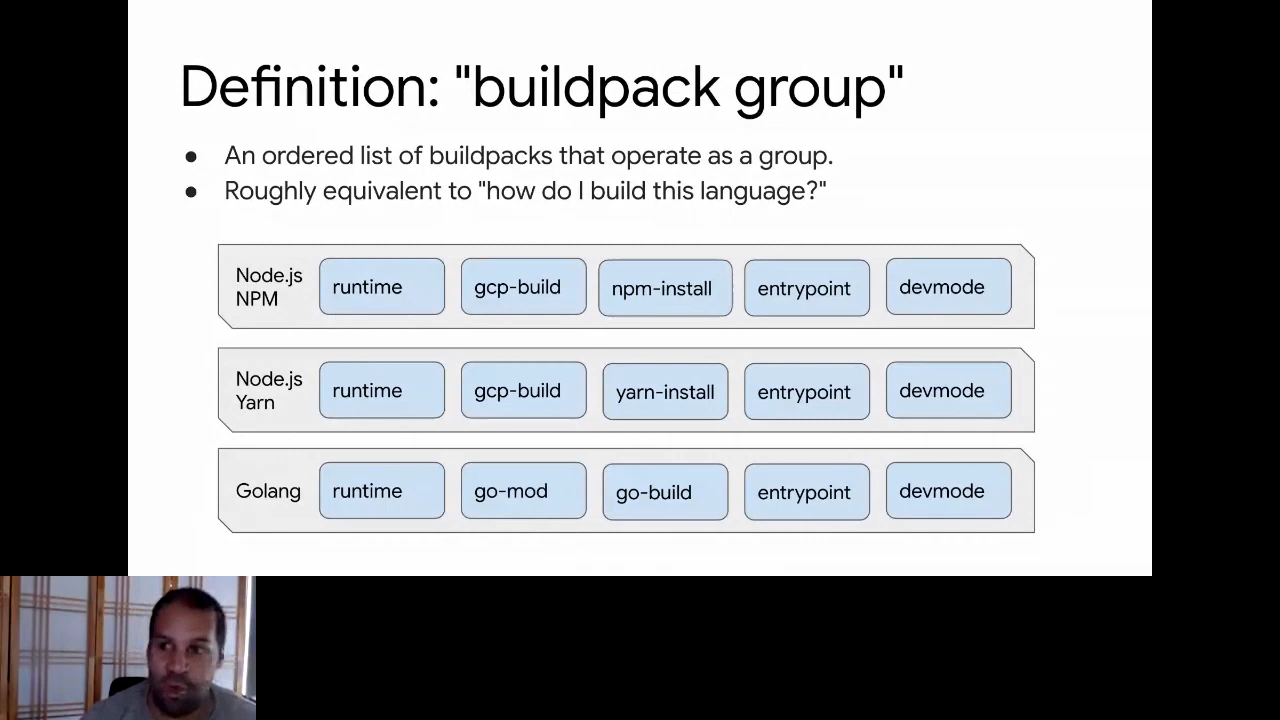 Definition: "buildpack group"
● An ordered list of buildpacks that operate as a group.
● Roughly equivalent to "how do I build this language?"
Node.js
NPM
runtime
gcp-build
npm-install
entrypoint
devmode
Node.js
Yarn
runtime
gcp-build
yarn-install
entrypoint
devmode
Golang
runtime
go-mod
go-build
entrypoint
devmode